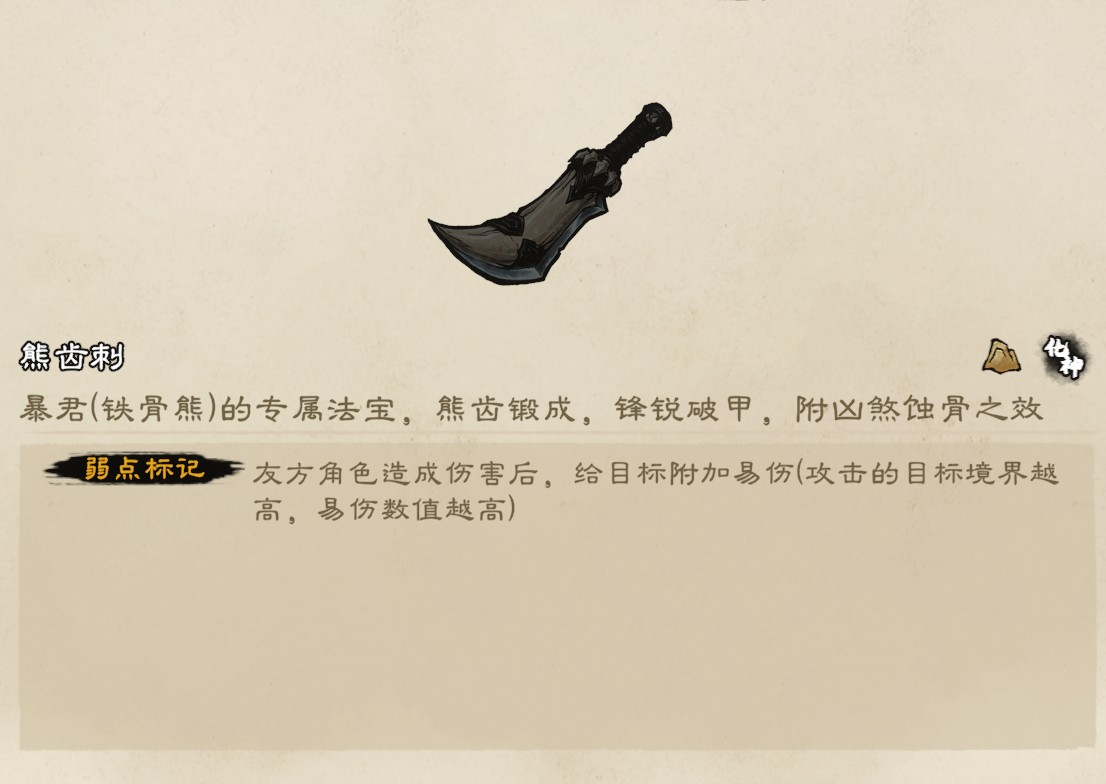 熊齿刺
化神
暴君(铁骨熊)的专属法宝，熊齿锻成，锋锐破甲，附凶煞蚀骨之效
弱点标记
友方角色造成伤害后，给目标附加易伤(攻击的目标境界越
高，易伤数值越高)